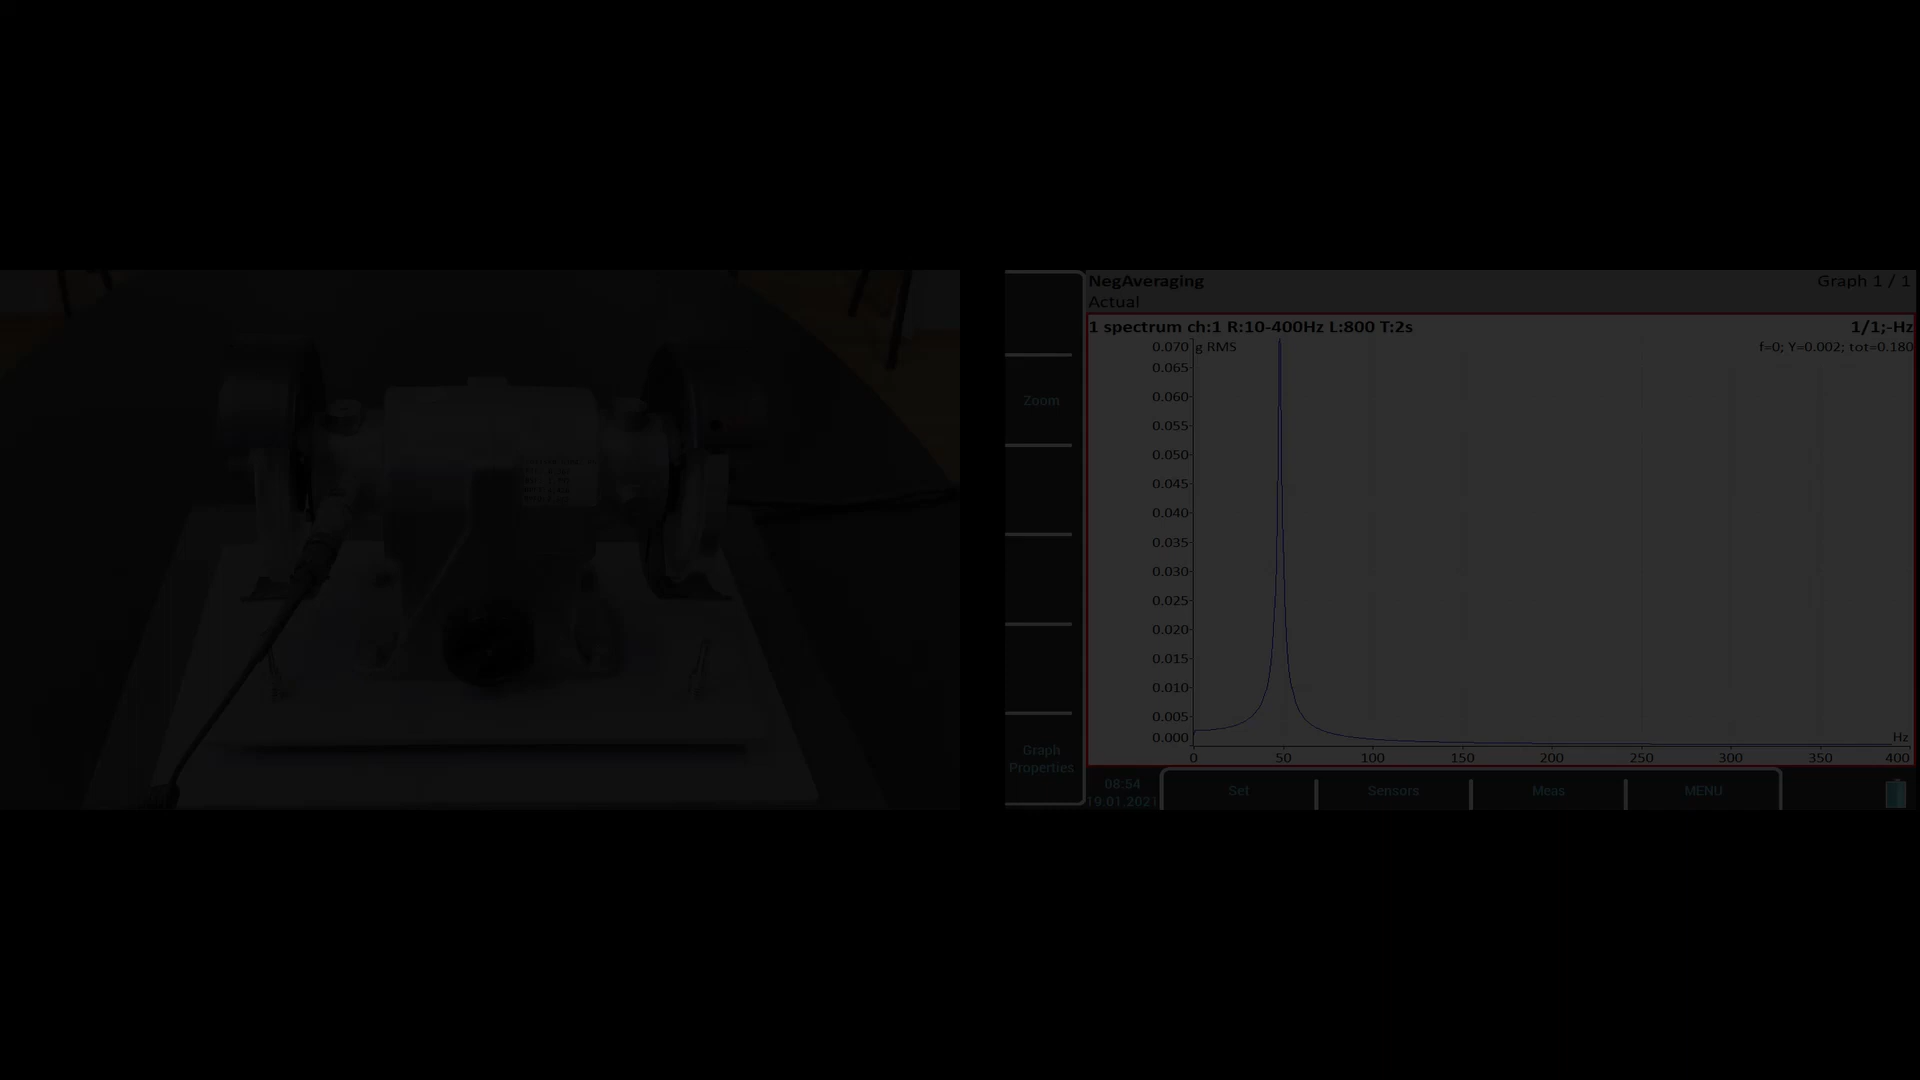 NegAveraging
Graph 1 / 1
Actual
1 spectrum ch:1 R:10-400Hz L:800 T:2s
1/1;-Hz
0.070 g RMS
f=0; Y=0.002; tot=0.180
0.065
0.060
0.055
0.050
0.045
0.040
0.035
0.030
0.025
0.020
0.015
0.010
0.005
0.000
Hz
0 50 100 150 200 250 300 350 400
Zoom
Graph
Properties
08:54
19.01.2021
Set
Sensors
Meas
MENU